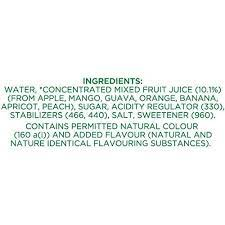 INGREDIENTS:
WATER, *CONCENTRATED MIXED FRUIT JUICE (10.1%)
(FROM APPLE, MANGO, GUAVA, ORANGE, BANANA,
APRICOT, PEACH), SUGAR, ACIDITY REGULATOR (330),
STABILIZERS (466, 440), SALT, SWEETENER (960).
CONTAINS PERMITTED NATURAL COLOUR
(160 a(i)) AND ADDED FLAVOUR (NATURAL AND
NATURE IDENTICAL FLAVOURING SUBSTANCES).